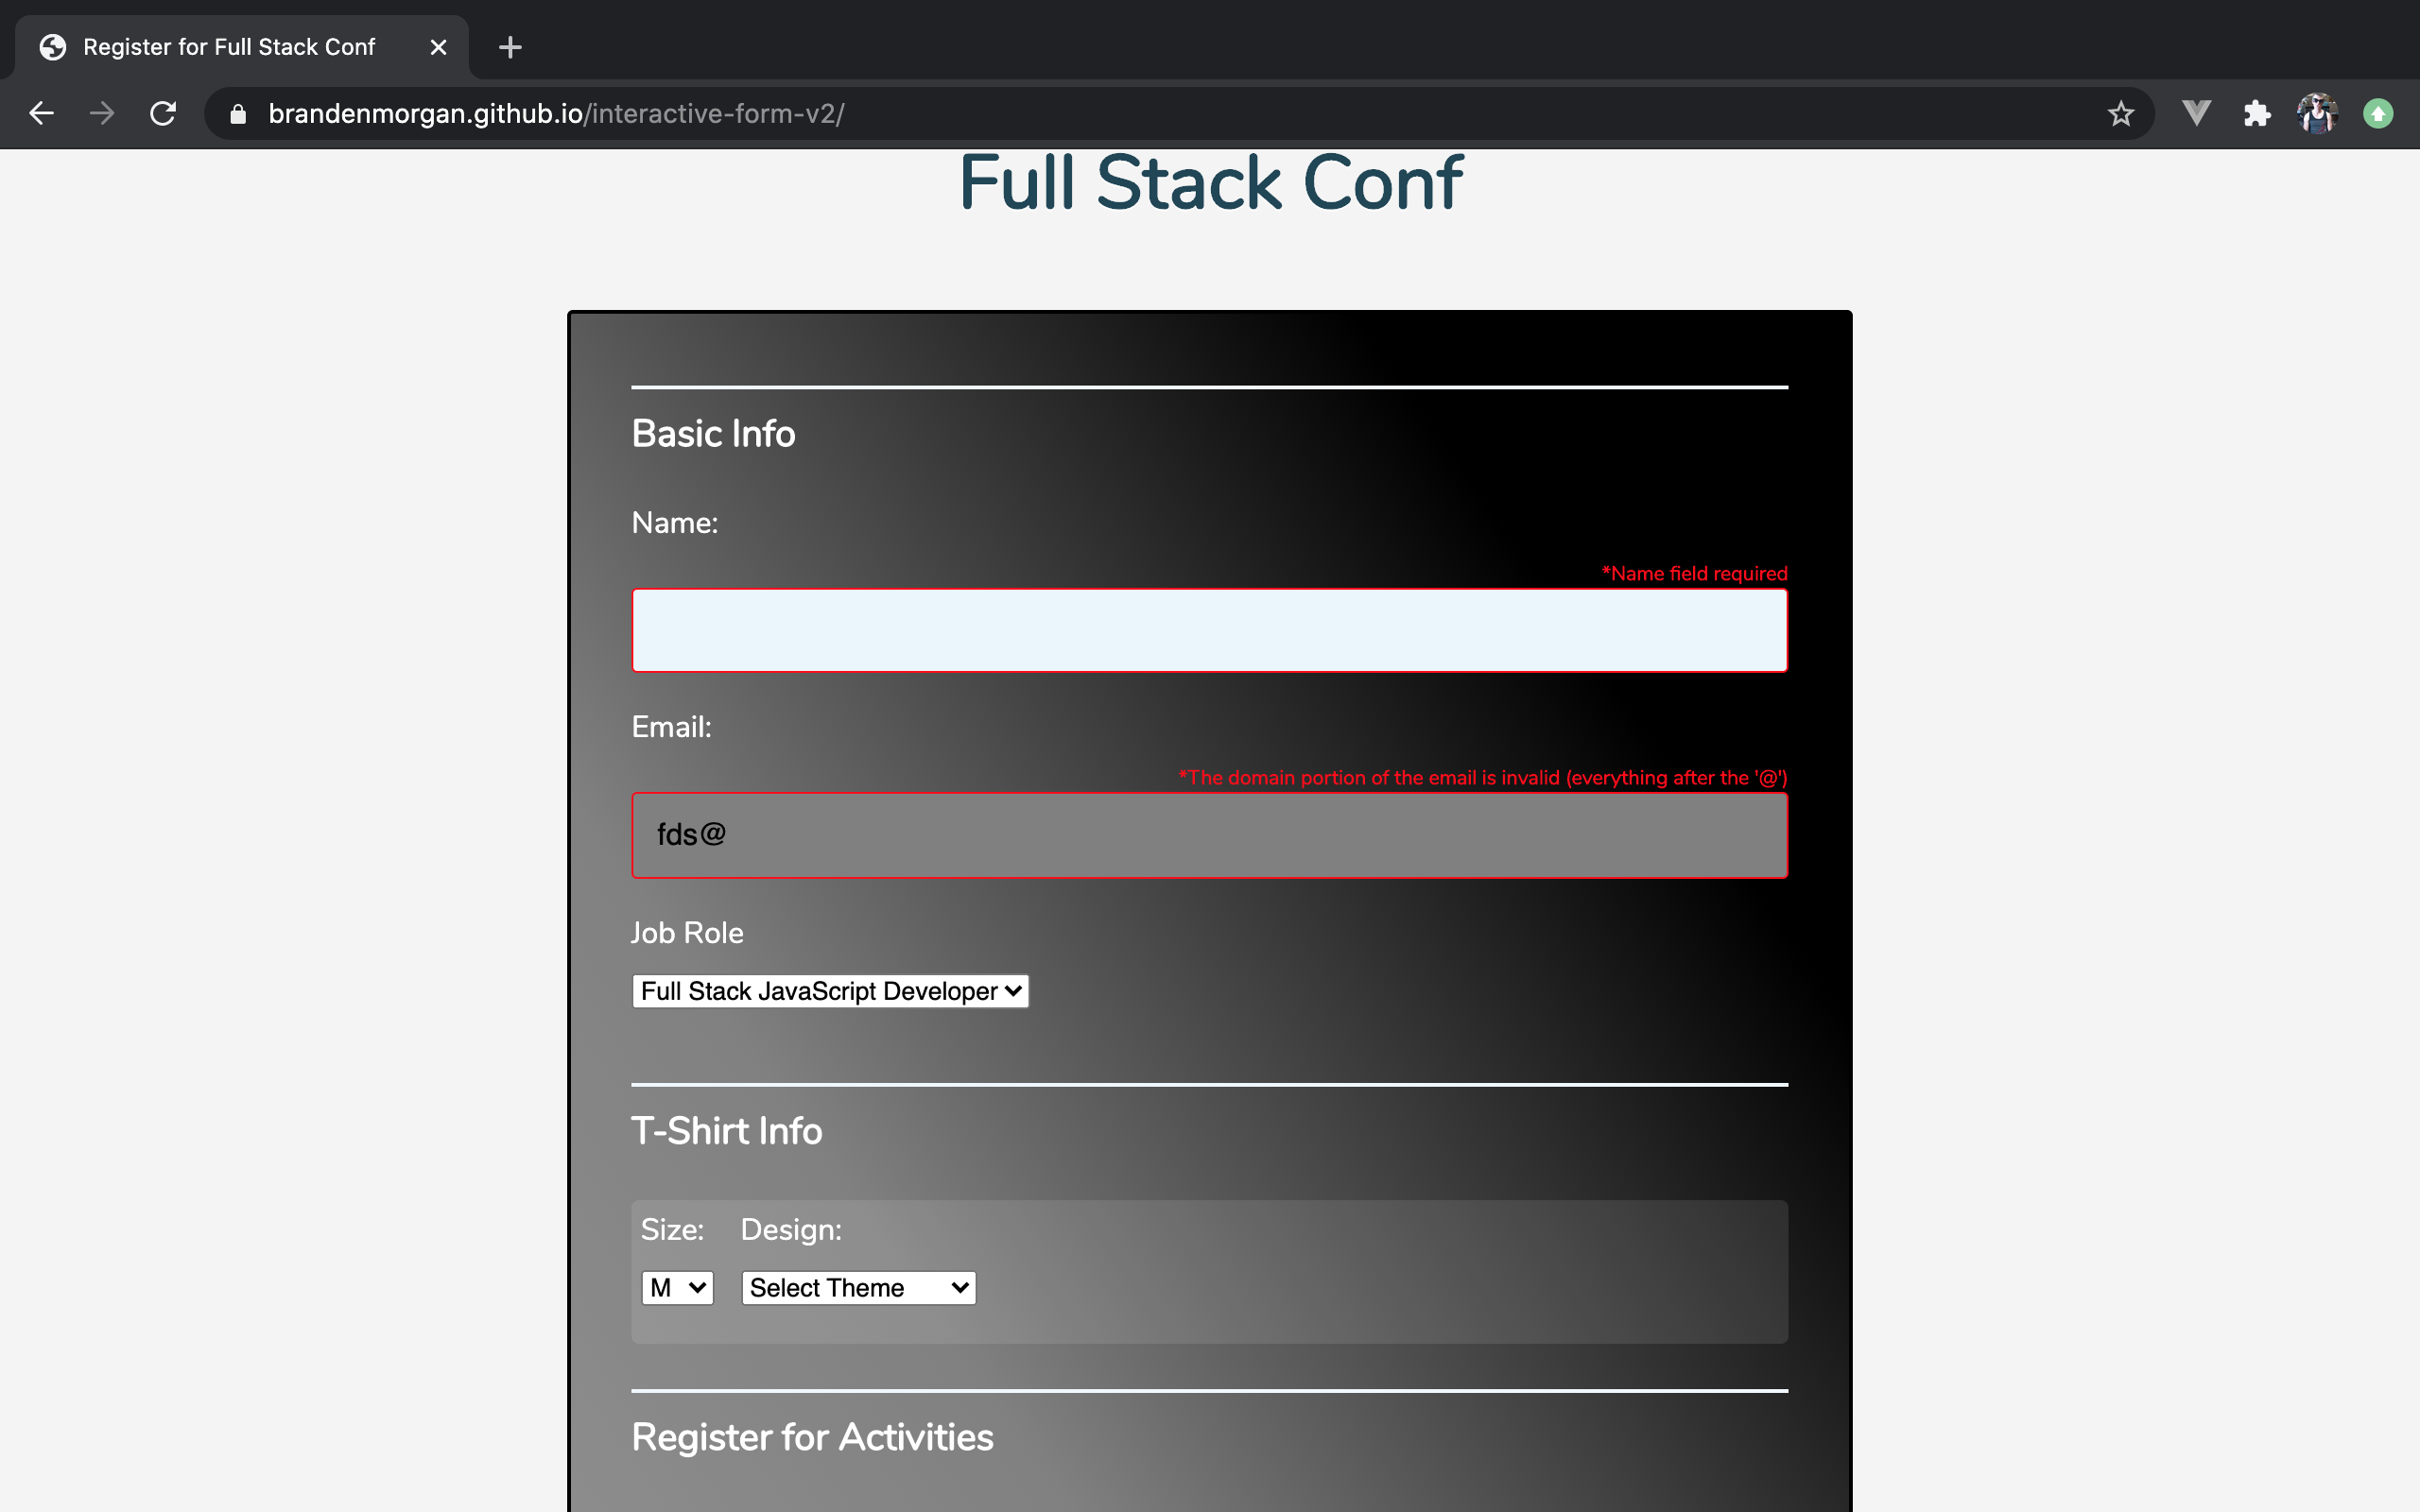 Register for Full Stack Conf
brandenmorgan.github.io/interactive-form-v2/
Full Stack Conf
Basic Info
Name:
*Name field required
Email:
*The domain portion of the email is invalid (everything after the '@')
fds@
Job Role
Full Stack JavaScript Developer
T-Shirt Info
Size: Design:
M Select Theme
Register for Activities